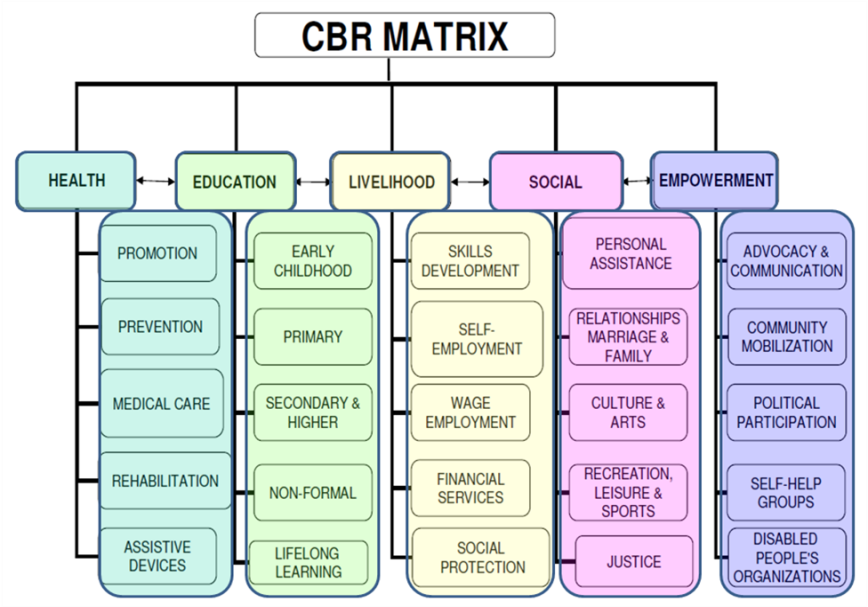 CBR MATRIX
HEALTH
EDUCATION
LIVELIHOOD
SOCIAL
EMPOWERMENT
PROMOTION
PREVENTION
MEDICAL CARE
REHABILITATION
ASSISTIVE
DEVICES
EARLY
CHILDHOOD
PRIMARY
SECONDARY &
HIGHER
NON-FORMAL
LIFELONG
LEARNING
SKILLS
DEVELOPMENT
SELF-
EMPLOYMENT
WAGE
EMPLOYMENT
FINANCIAL
SERVICES
SOCIAL
PROTECTION
PERSONAL
ASSISTANCE
RELATIONSHIPS
MARRIAGE &
FAMILY
CULTURE &
ARTS
RECREATION,
LEISURE &
SPORTS
JUSTICE
ADVOCACY &
COMMUNICATION
COMMUNITY
MOBILIZATION
POLITICAL
PARTICIPATION
SELF-HELP
GROUPS
DISABLED
PEOPLE'S
ORGANIZATIONS